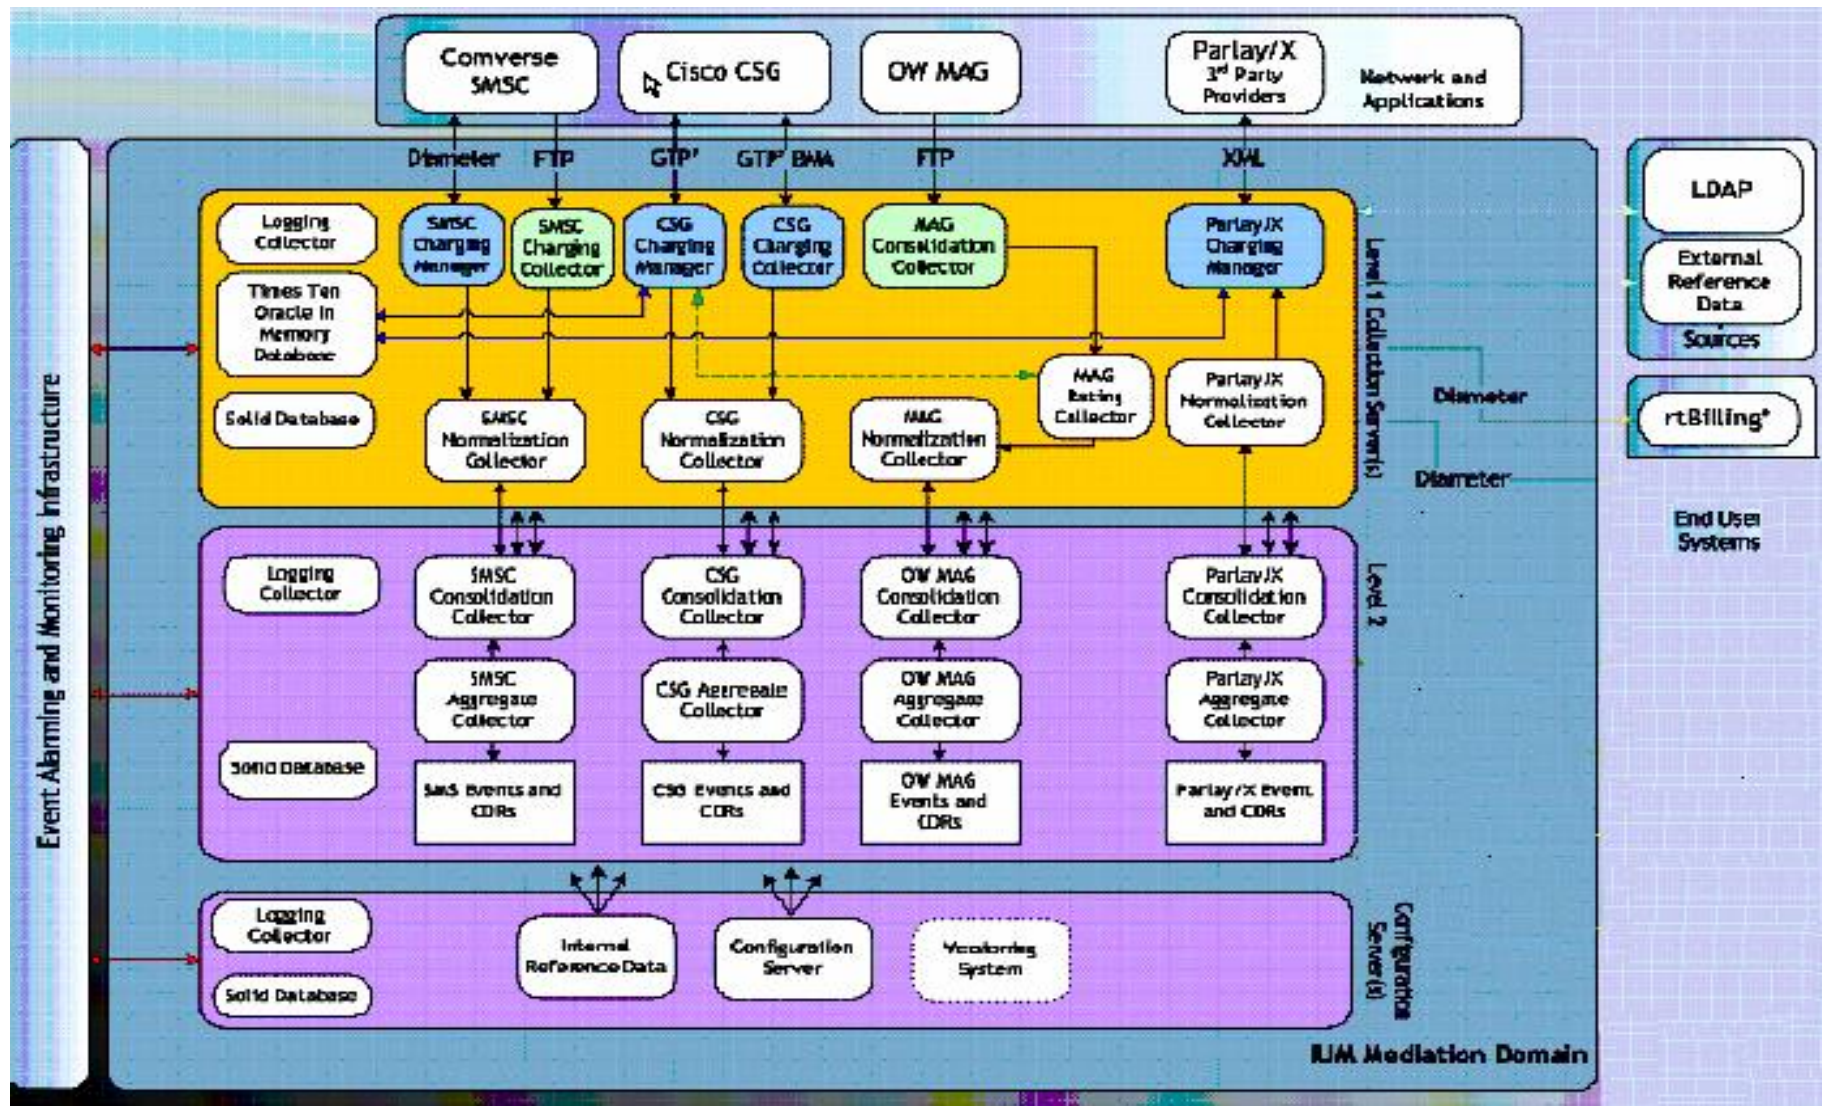 Comverse
SMSC
Cisco CSG
OW MAG
Parlay/X
3rd Party
Providers
Network and
Applications
Diameter
FTP
GTP'
GTP' BMA
FTP
XML
Logging
Collector
SMSC
Charging
Manager
SMSC
Charging
Collector
CSG
Charging
Manager
CSG
Charging
Collector
MAG
Consolidation
Collector
Parlay/X
Charging
Manager
Times Ten
Oracle In
Memory
Database
Solid Database
SMSC
Normalization
Collector
CSG
Normalization
Collector
MAG
Normalization
Collector
MAG
Rating
Collector
Parlay/X
Normalization
Collector
Level 1 Collection Server(s)
LDAP
External
Reference
Data
Sources
Diameter
rtBilling*
Diameter
End User
Systems
Event Alarming and Monitoring Infrastructure
Logging
Collector
SMSC
Consolidation
Collector
CSG
Consolidation
Collector
OW MAG
Consolidation
Collector
Parlay/X
Consolidation
Collector
Level 2
SMSC
Aggregate
Collector
CSG Aggregate
Collector
OW MAG
Aggregate
Collector
Parlay/X
Aggregate
Collector
Solid Database
SMS Events and
CDRs
CSG Events and
CDRs
OW MAG
Events and
CDRs
Parlay/X Event
and CDRs
Logging
Collector
Solid Database
Internal
Reference Data
Configuration
Server
System
Configuration
Server(s)
IUM Mediation Domain